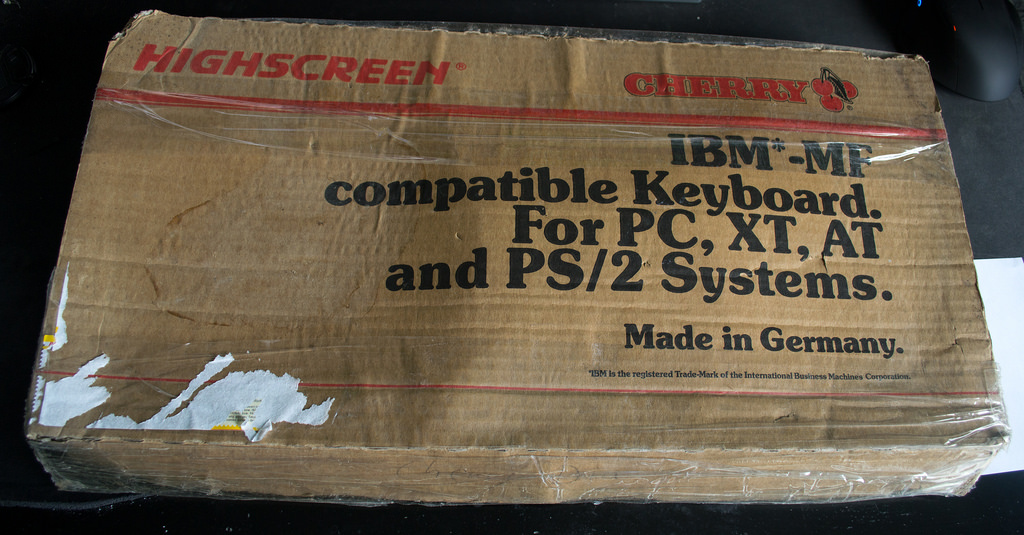 HIGHSCREEN®
CHERRY®
IBM*-MF
compatible Keyboard.
For PC, XT, AT
and PS/2 Systems.
Made in Germany.
*IBM is the registered Trade-Mark of the International Business Machines Corporation.